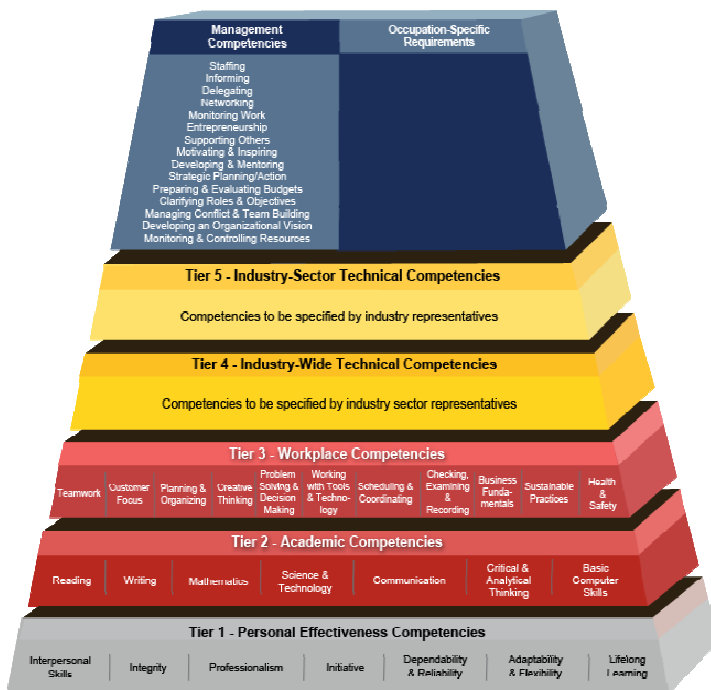 Management
Competencies
Occupation-Specific
Requirements
Staffing
Informing
Delegating
Networking
Monitoring Work
Entrepreneurship
Supporting Others
Motivating & Inspiring
Developing & Mentoring
Strategic Planning/Action
Preparing & Evaluating Budgets
Clarifying Roles & Objectives
Managing Conflict & Team Building
Developing an Organizational Vision
Monitoring & Controlling Resources
Tier 5 - Industry-Sector Technical Competencies
Competencies to be specified by industry representatives
Tier 4 - Industry-Wide Technical Competencies
Competencies to be specified by industry sector representatives
Tier 3 - Workplace Competencies
Teamwork
Customer
Focus
Planning &
Organizing
Creative
Thinking
Problem
Solving &
Decision
Making
Working
with Tools
& Techno-
logy
Scheduling &
Coordinating
Checking,
Examining
&
Recording
Business
Funda-
mentals
Sustainable
Practices
Health
&
Safety
Tier 2 - Academic Competencies
Reading
Writing
Mathematics
Science &
Technology
Communication
Critical &
Analytical
Thinking
Basic
Computer
Skills
Tier 1 - Personal Effectiveness Competencies
Interpersonal
Skills
Integrity
Professionalism
Initiative
Dependability
& Reliability
Adaptability
& Flexibility
Lifelong
Learning